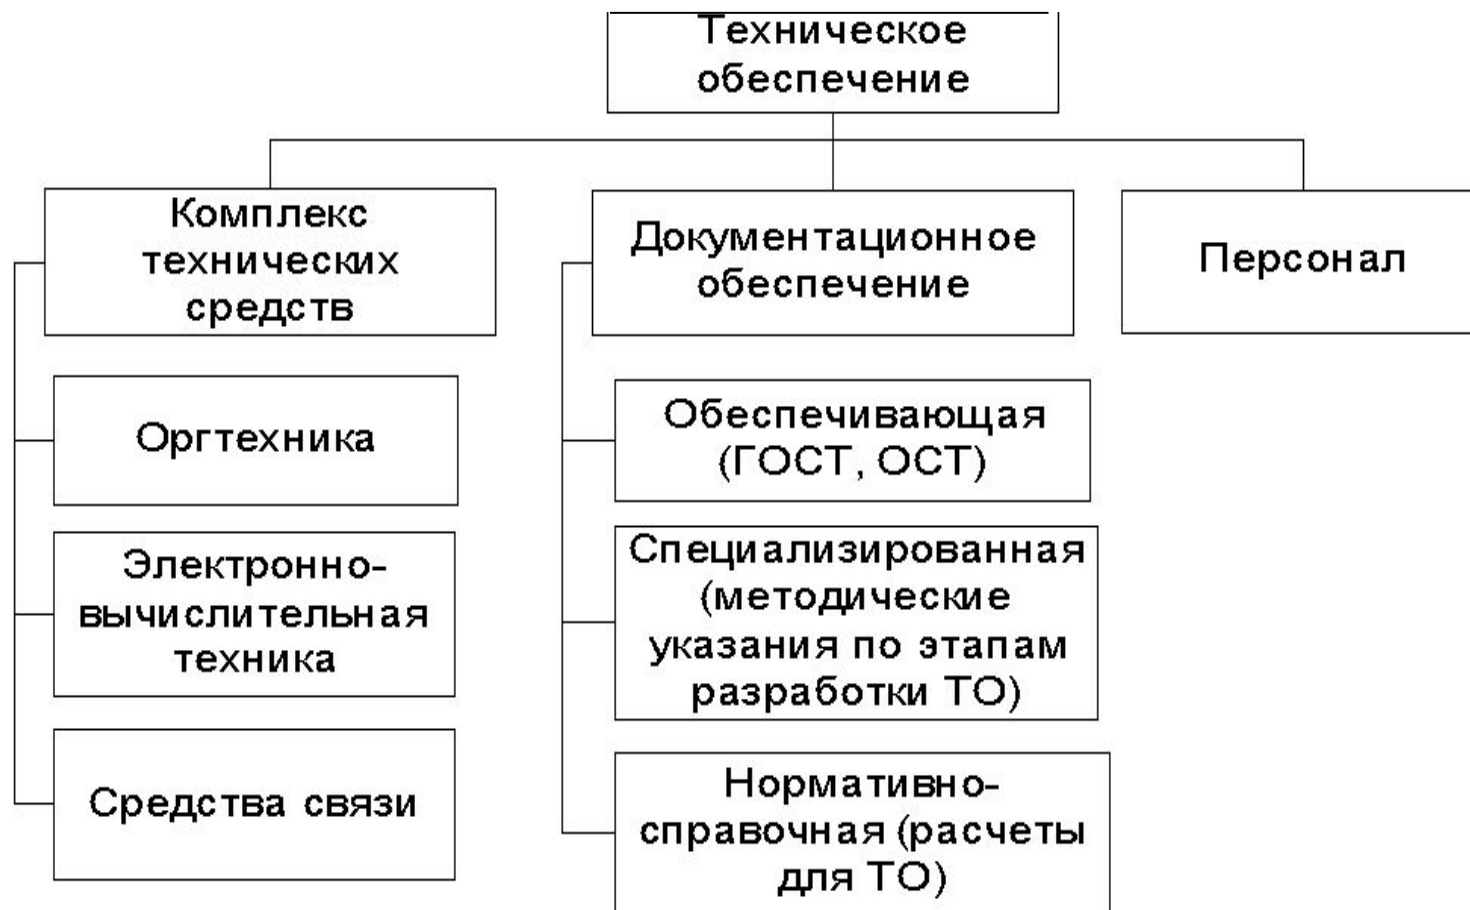 Техническое
обеспечение
Комплекс
технических
средств
Документационное
обеспечение
Персонал
Оргтехника
Электронно-
вычислительная
техника
Средства связи
Обеспечивающая
(ГОСТ, ОСТ)
Специализированная
(методические
указания по этапам
разработки ТО)
Нормативно-
справочная (расчеты
для ТО)